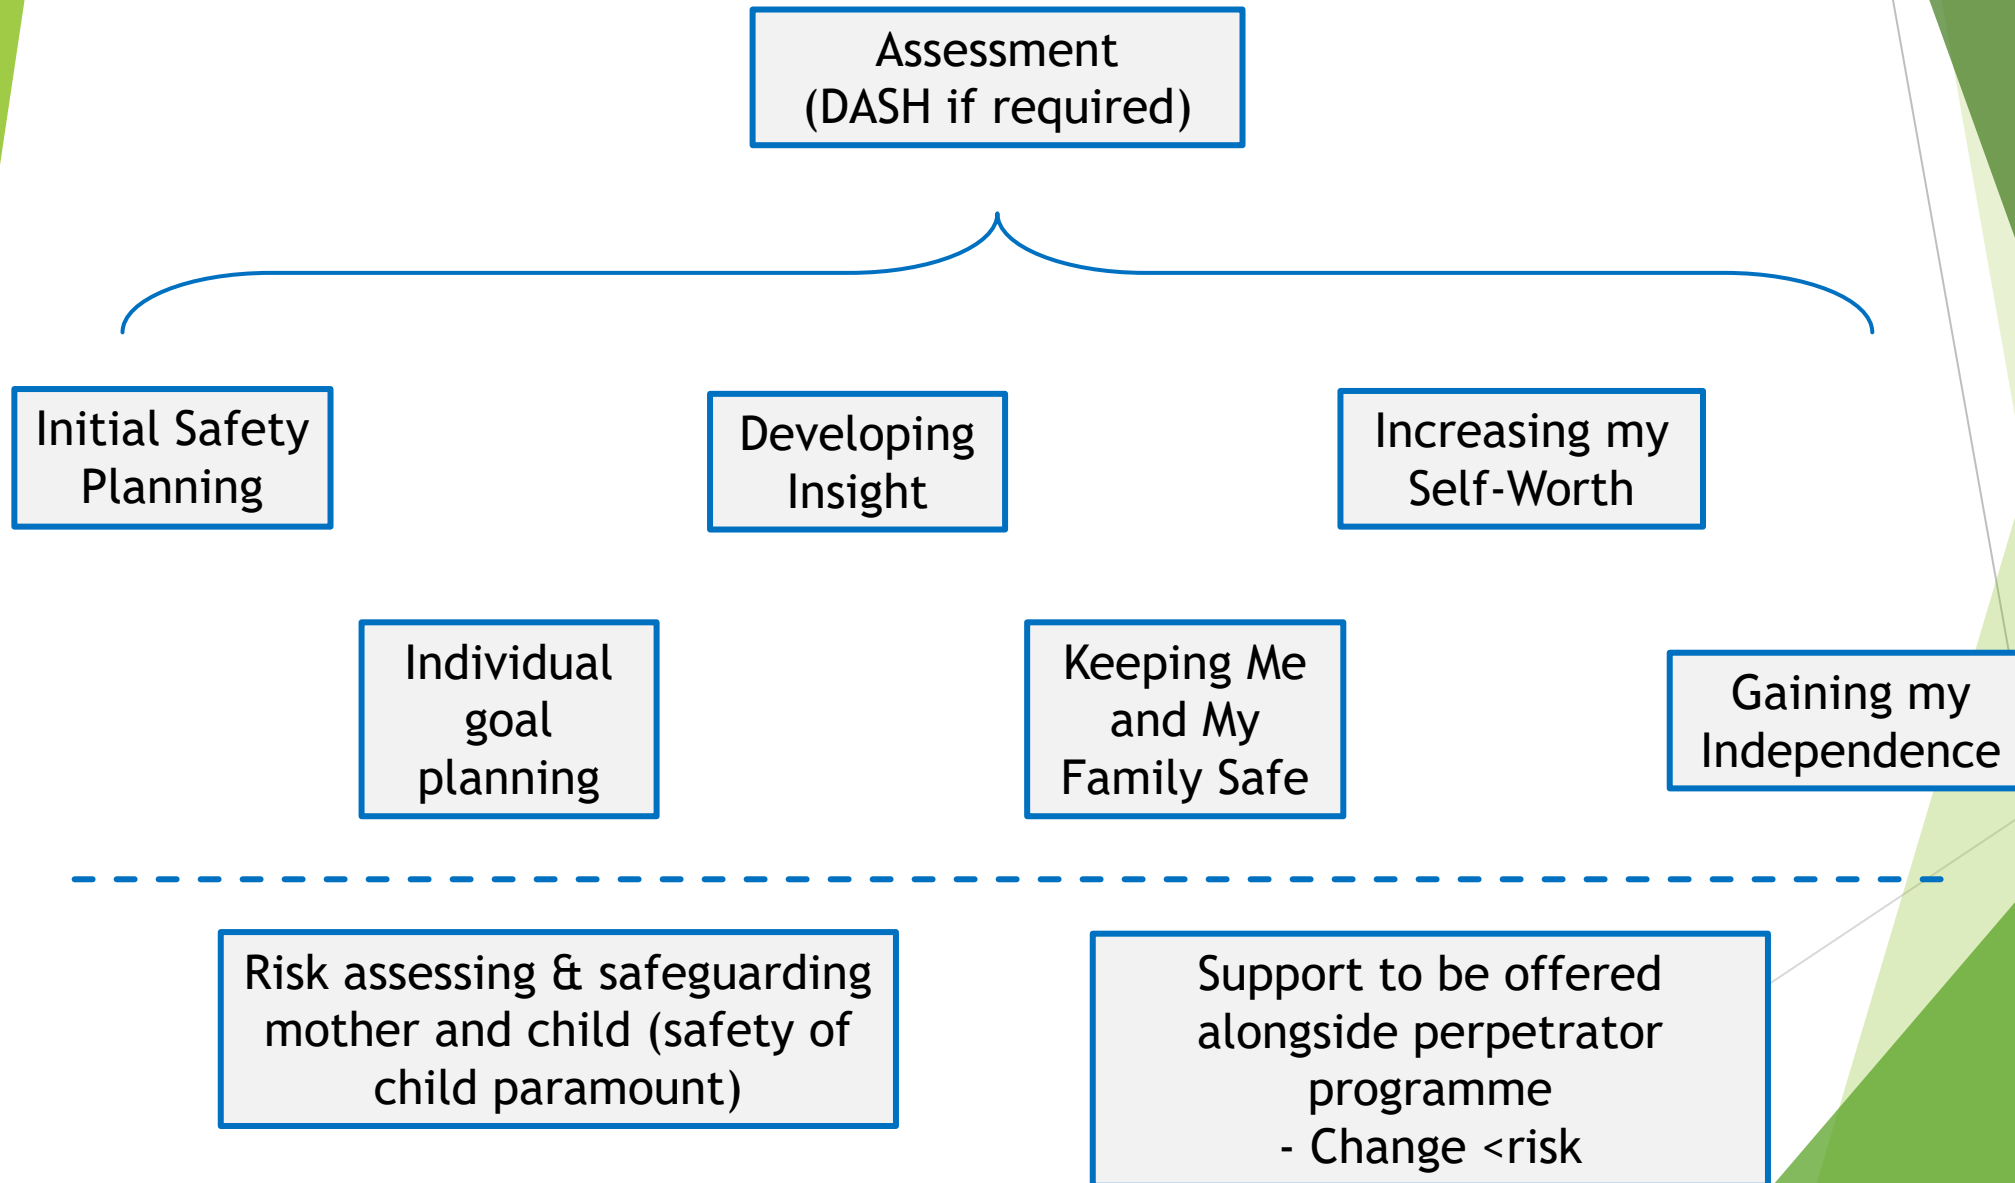 Assessment
(DASH if required)
Initial Safety
Planning
Developing
Insight
Increasing my
Self-Worth
Individual
goal
planning
Keeping Me
and My
Family Safe
Gaining my
Independence
Risk assessing & safeguarding
mother and child (safety of
child paramount)
Support to be offered
alongside perpetrator
programme
- Change <risk